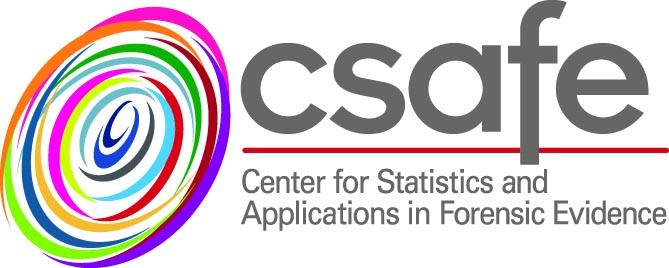 csafe
Center for Statistics and
Applications in Forensic Evidence